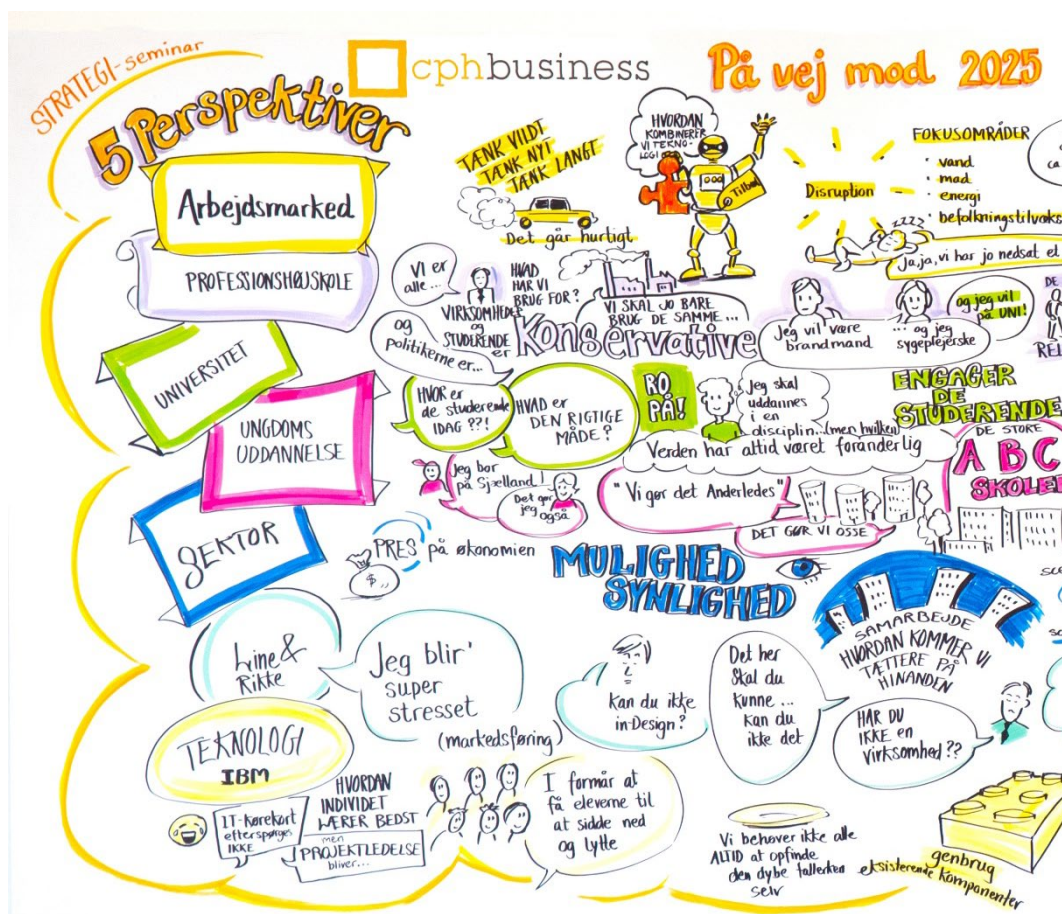 STRATEGI-seminar
cphbusiness
På vej mod 2025
5 Perspektiver
Arbejdsmarked
PROFESSIONSHØJSKOLE
UNIVERSITET
UNGDOMS
UDDANNELSE
SEKTOR
TÆNK VILDT
TÆNK NYT
TÆNK LANGT
Det går hurtigt
HVORDAN
KOMBINERER
VI TEKNO-
LOGI
Disruption
FOKUSOMRÅDER
· vand
· mad
· energi
· befolkningstilvæks
Ja, ja, vi har jo nedsat et
VI er
alle...
VIRKSOMHEDER
og
STUDERENDE
er
HVAD
HAR VI
BRUG FOR?
VI SKAL JO BARE
BRUG DE SAMME...
Konservative
og
politikerne er...
Jeg vil være
brandmand
... og jeg
sygeplejerske
og jeg vil
på UNI!
DE
HVOR er
de studerende
IDAG ??!
HVAD er
DEN RIGTIGE
MÅDE?
RO
PÅ!
Jeg skal
uddannes
i en
disciplin...(men hvilken)
ENGAGER
DE
STUDERENDE
Verden har altid været foranderlig
DE STORE
A B C
SKOLER
Jeg bor
på Sjælland!
Det gør
jeg også
"Vi gør det Anderledes"
DET GØR VI OSSE
PRES på økonomien
$
MULIGHED
SYNLIGHED
SAMARBEJDE
HVORDAN KOMMER VI
TÆTTERE PÅ
HINANDEN
Line &
Rikke
Jeg blir'
super
stresset
(markedsføring)
Kan du ikke
in-Design?
Det her
skal du
kunne ...
kan du
ikke det
HAR DU
IKKE en
virksomhed ??
TEKNOLOGI
IBM
IT-kørekort
efterspørges
IKKE
HVORDAN
INDIVIDET
LÆRER BEDST
men
PROJEKTLEDELSE
bliver...
I formår at
få eleverne til
at sidde ned
og lytte
Vi behøver ikke alle
ALTID at opfinde
den dybe tallerken
selv
genbrug
eksisterende komponenter